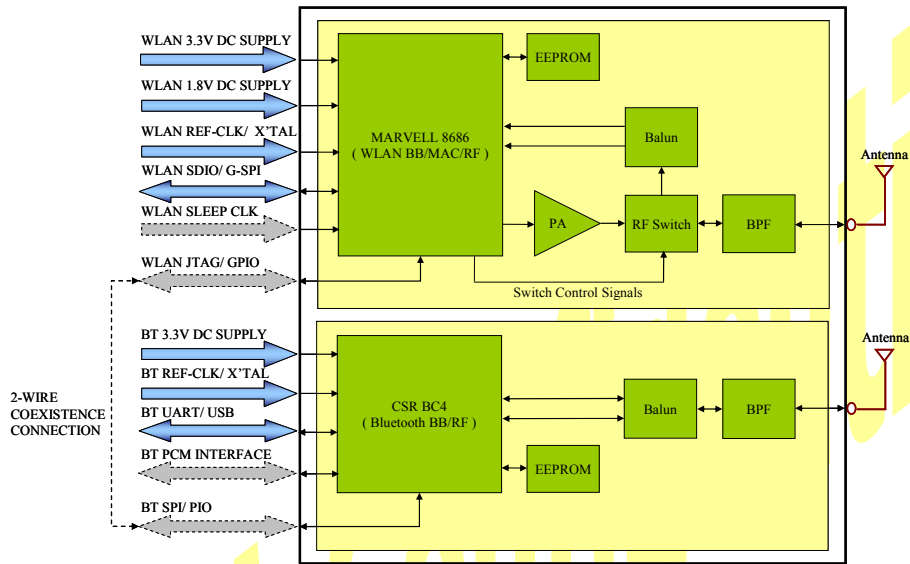 WLAN 3.3V DC SUPPLY
WLAN 1.8V DC SUPPLY
WLAN REF-CLK/ X'TAL
WLAN SDIO/ G-SPI
WLAN SLEEP CLK
WLAN JTAG/ GPIO
MARVELL 8686
( WLAN BB/MAC/RF )
EEPROM
Balun
PA
RF Switch
BPF
Antenna
Switch Control Signals
2-WIRE
COEXISTENCE
CONNECTION
BT 3.3V DC SUPPLY
BT REF-CLK/ X'TAL
BT UART/ USB
BT PCM INTERFACE
BT SPI/ PIO
CSR BC4
( Bluetooth BB/RF )
EEPROM
Balun
BPF
Antenna